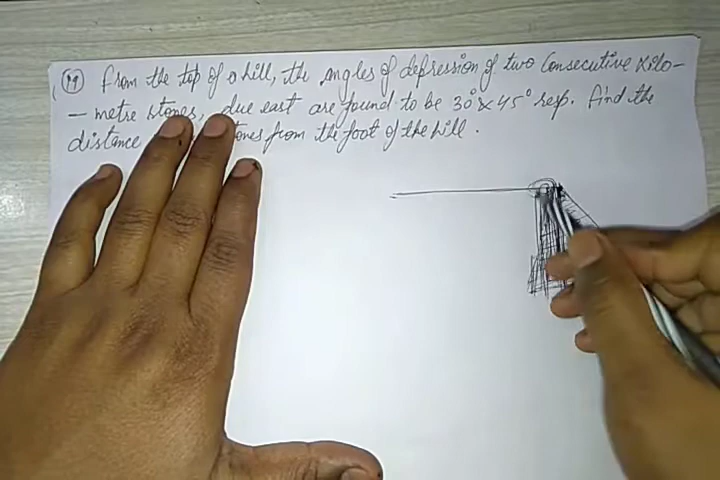 19 from the top of a hill, the angles of depression of two Consecutive Kilo-
- metre stones, due east are found to be 30° & 45° resp. find the
distance stones from the foot of the hill.